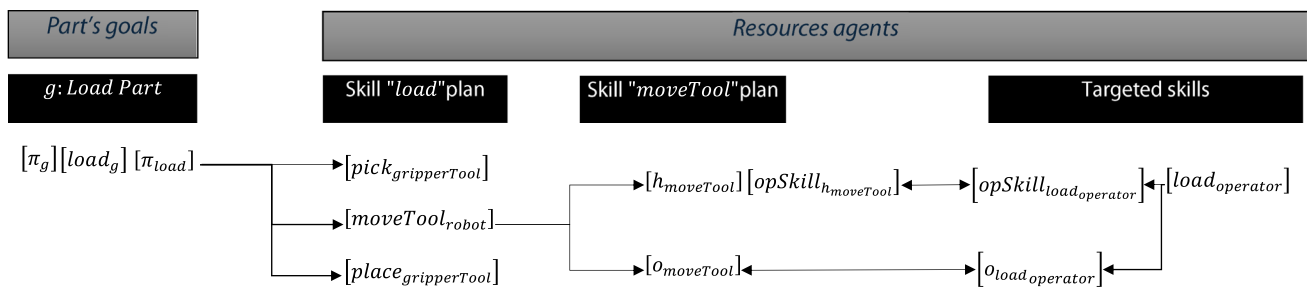 Part's goals
Resources agents
g: Load Part
Skill "load"plan
Skill "moveTool"plan
Targeted skills
[π_g][load_g] [π_load]
[pick_gripperTool]
[h_moveTool][opSkill_h_moveTool]
[opSkill_load_operator]
[load_operator]
[moveTool_robot]
[place_gripperTool]
[o_moveTool]
[o_load_operator]